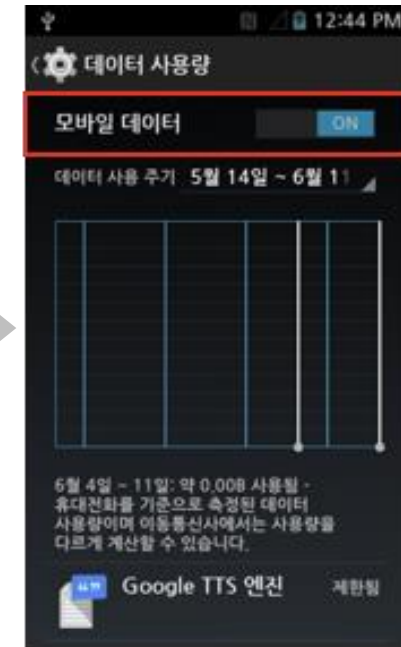 12:44 PM
데이터 사용량
모바일 데이터 ON
데이터 사용 주기 5월 14일 ~ 6월 11
6월 4일 ~ 11일: 약 0.00B 사용됨 -
휴대전화를 기준으로 측정된 데이터
사용량이며 이동통신사에서는 사용량을
다르게 계산할 수 있습니다.
Google TTS 엔진 제한됨